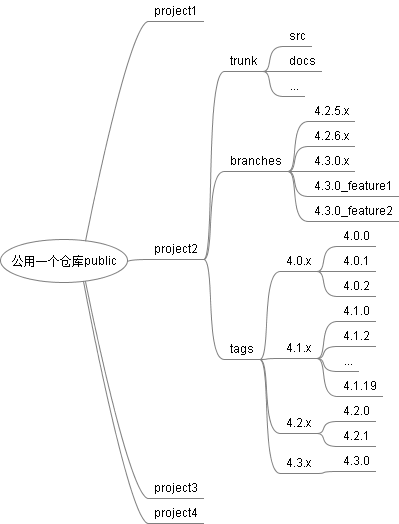 project1
src
trunk
docs
...
4.2.5.x
4.2.6.x
branches
4.3.0.x
4.3.0_feature1
4.3.0_feature2
公用一个仓库public
project2
4.0.0
4.0.x
4.0.1
4.0.2
4.1.0
4.1.2
tags
4.1.x
...
4.1.19
4.2.0
4.2.x
4.2.1
4.3.x
4.3.0
project3
project4